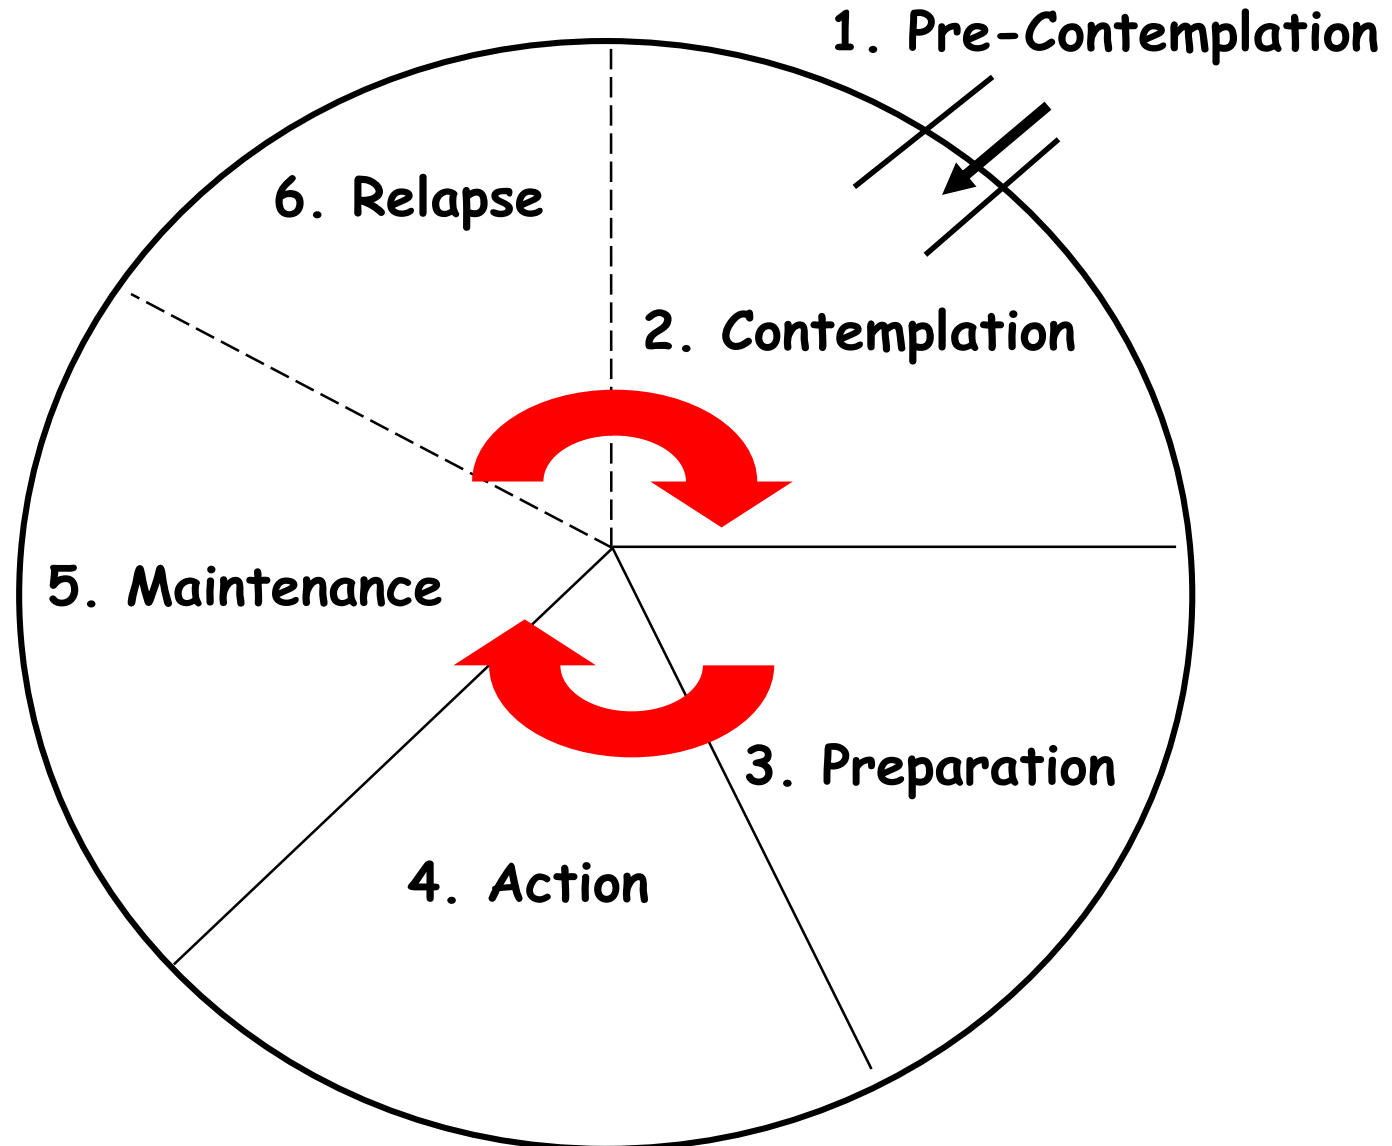 1. Pre-Contemplation
6. Relapse
2. Contemplation
5. Maintenance
3. Preparation
4. Action